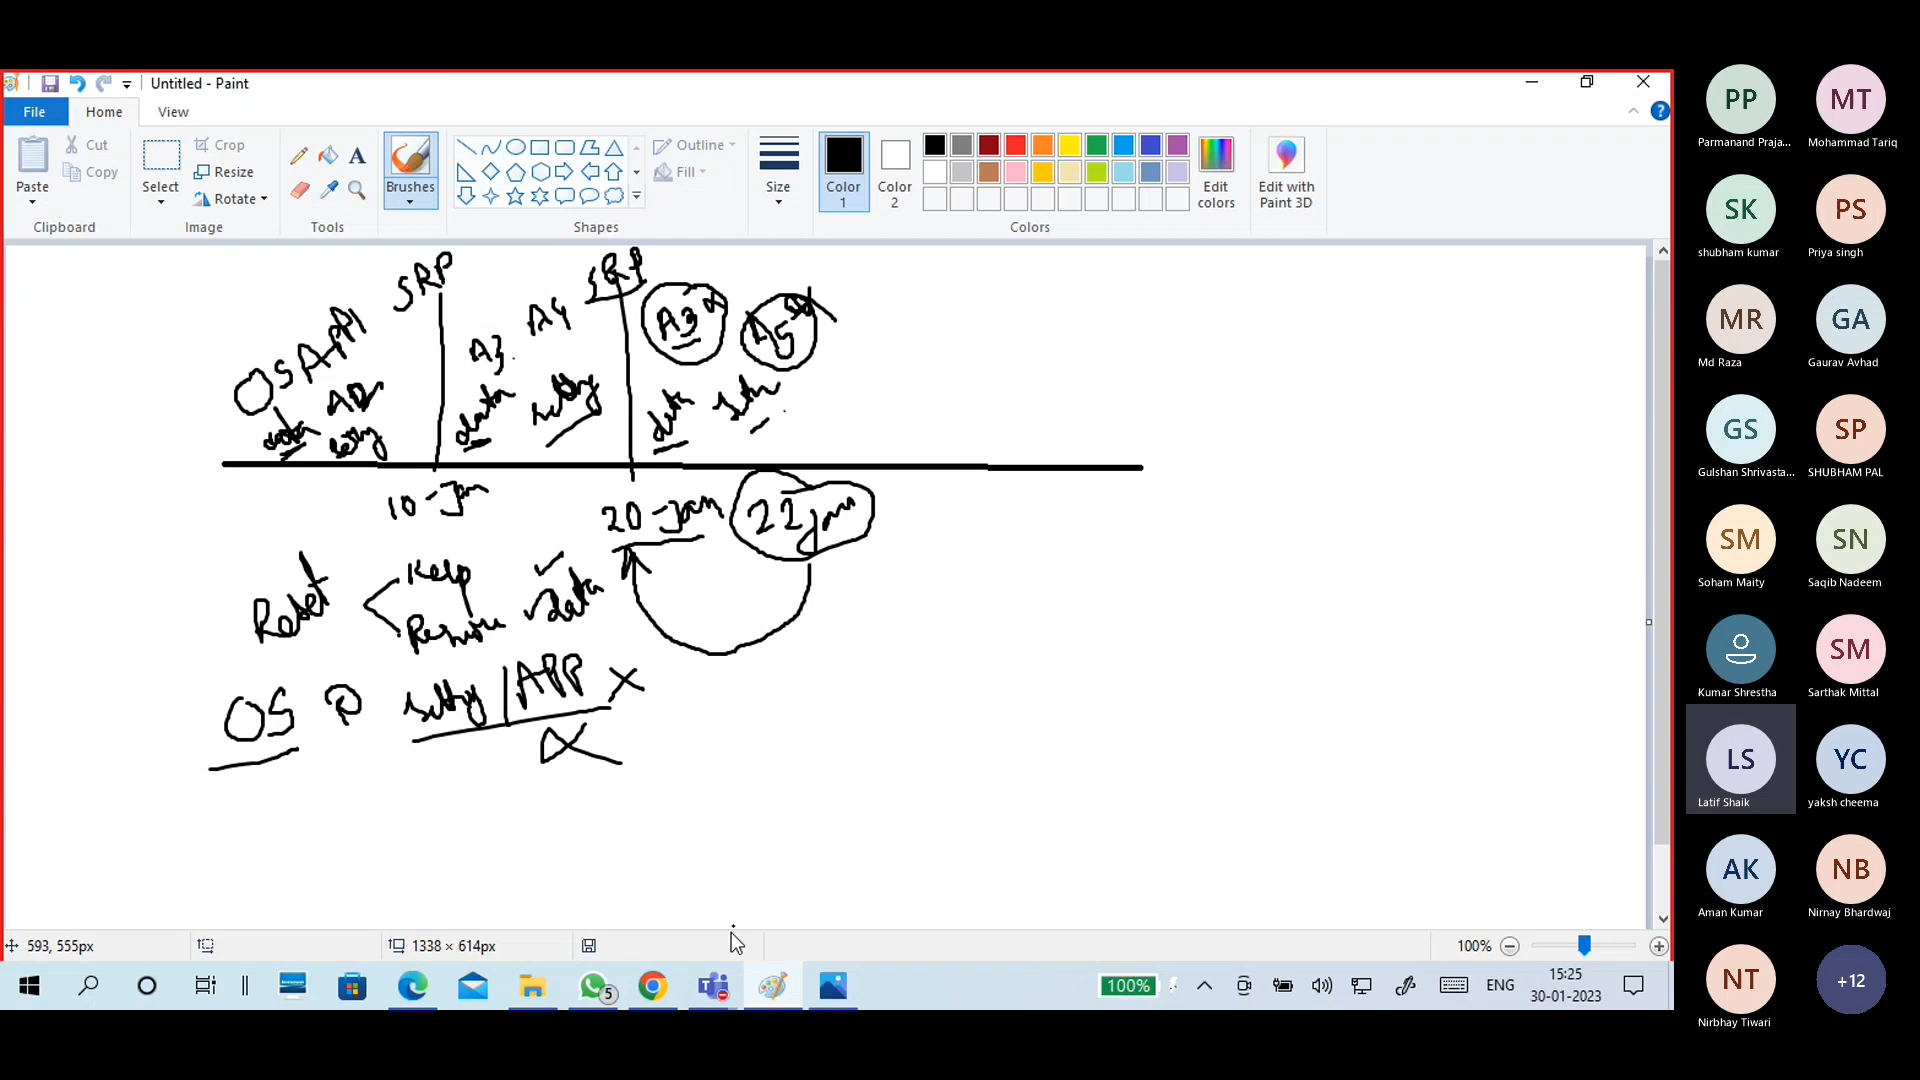 Untitled - Paint
File Home View
Cut
Copy
Paste
Clipboard
Crop
Resize
Rotate
Select
Image
Tools
Brushes
Shapes
Outline
Fill
Size
Color 1
Color 2
Edit colors
Edit with Paint 3D
Colors
SRP SRP
OS APP1 A3 A4 A3 A5
A2
data data data
10-Jan 20-Jan 22 Jan
Reset Keep
data
OS APP
593, 555px 1338 × 614px 100%
5
100% ENG
15:25
30-01-2023
PP MT
Parmanand Praja... Mohammad Tariq
SK PS
shubham kumar Priya singh
MR GA
Md Raza Gaurav Avhad
GS SP
Gulshan Shrivasta... SHUBHAM PAL
SM SN
Soham Maity Saqib Nadeem
SM
Kumar Shrestha Sarthak Mittal
LS YC
Latif Shaik yaksh cheema
AK NB
Aman Kumar Nirnay Bhardwaj
NT +12
Nirbhay Tiwari